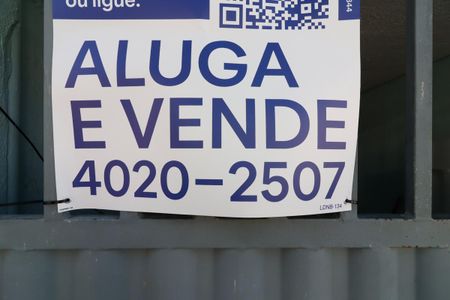 ou ligue.
ALUGA
E VENDE
4020-2507
LDNB-134